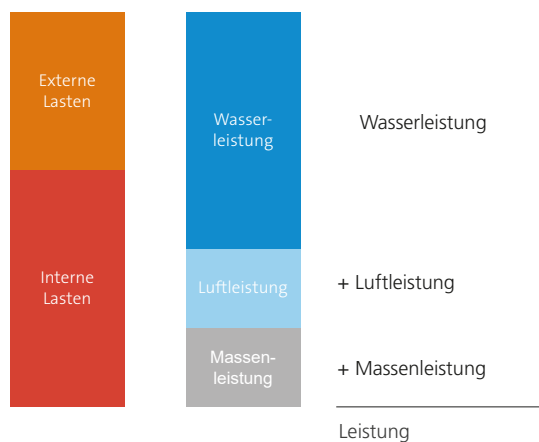 Externe
Lasten
Interne
Lasten
Wasser-
leistung
Luftleistung
Massen-
leistung
Wasserleistung
+ Luftleistung
+ Massenleistung
Leistung